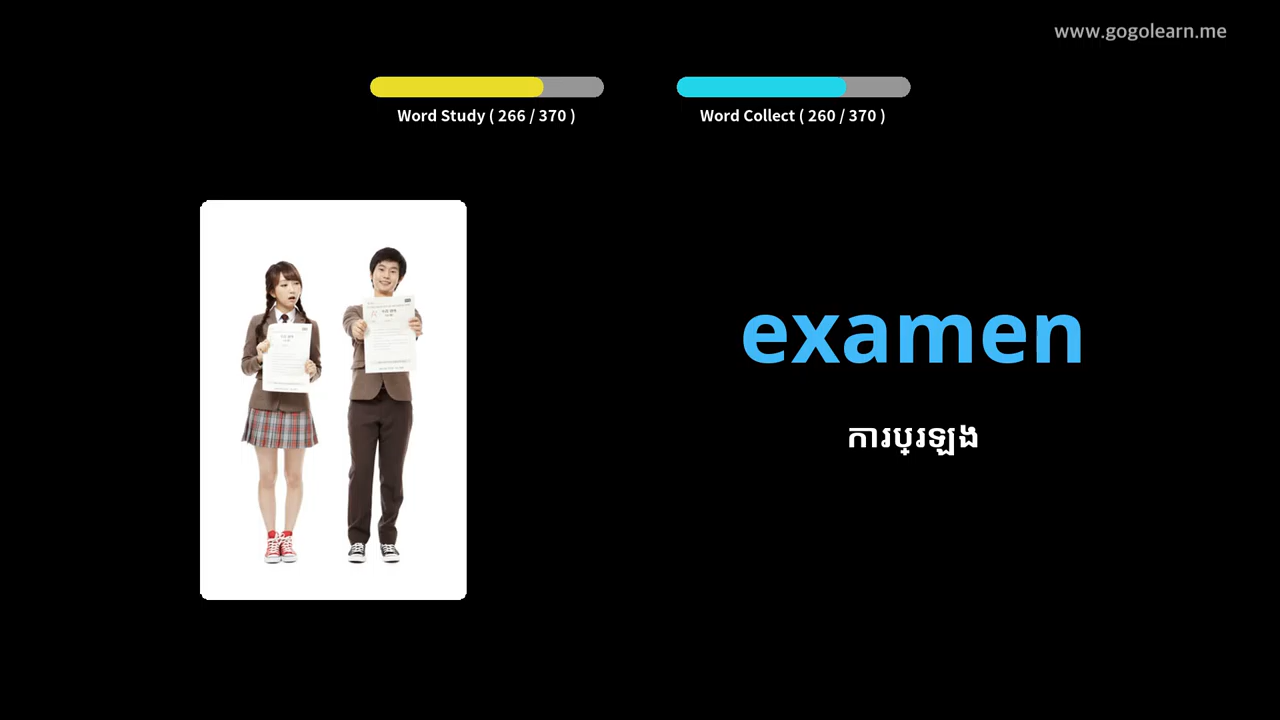 www.gogolearn.me
Word Study ( 266 / 370 )
Word Collect ( 260 / 370 )
examen
ការប្រឡង